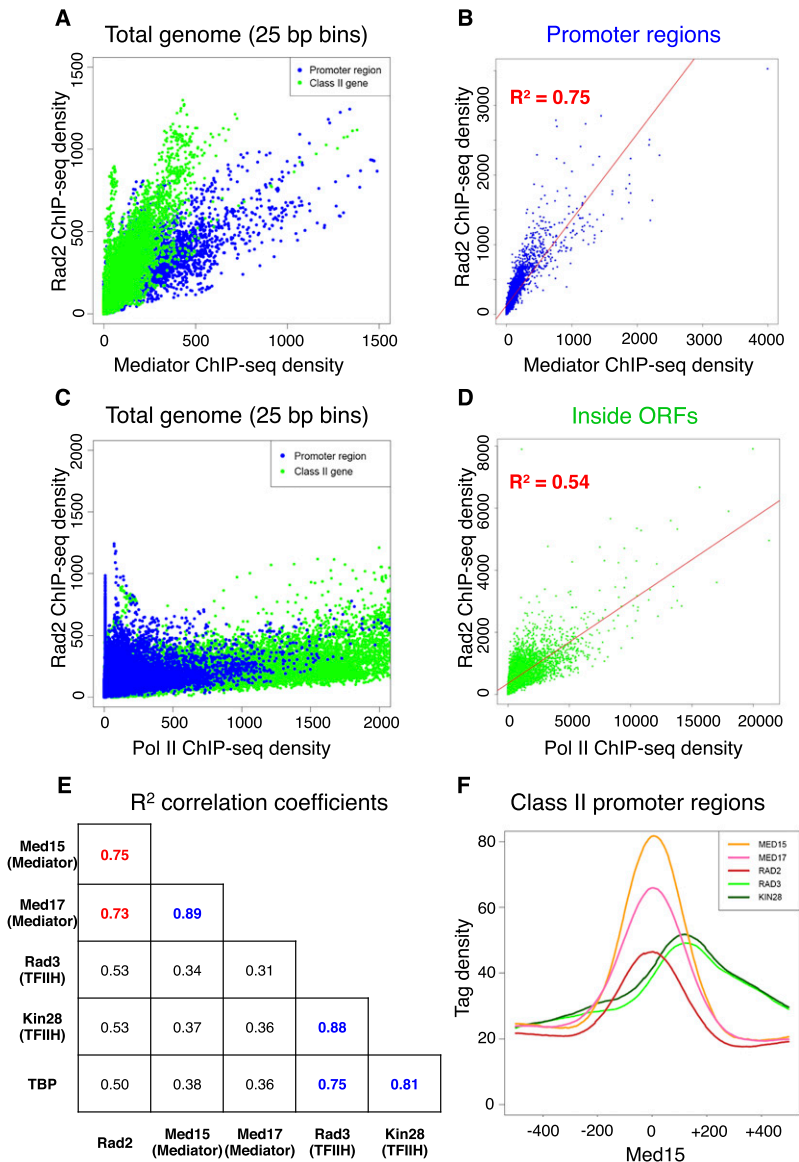 A
Total genome (25 bp bins)
Promoter region
Class II gene
Rad2 ChIP-seq density
0
500
1000
1500
0
500
1000
1500
Mediator ChIP-seq density
B
Promoter regions
R² = 0.75
Rad2 ChIP-seq density
0
1000
2000
3000
0
1000
2000
3000
4000
Mediator ChIP-seq density
C
Total genome (25 bp bins)
Promoter region
Class II gene
Rad2 ChIP-seq density
0
500
1000
1500
2000
0
500
1000
1500
2000
Pol II ChIP-seq density
D
Inside ORFs
R² = 0.54
Rad2 ChIP-seq density
0
2000
4000
6000
8000
0
5000
10000
15000
20000
Pol II ChIP-seq density
E
R² correlation coefficients
Med15 (Mediator) 0.75
Med17 (Mediator) 0.73 0.89
Rad3 (TFIIH) 0.53 0.34 0.31
Kin28 (TFIIH) 0.53 0.37 0.36 0.88
TBP 0.50 0.38 0.36 0.75 0.81
Rad2 Med15 (Mediator) Med17 (Mediator) Rad3 (TFIIH) Kin28 (TFIIH)
F
Class II promoter regions
MED15
MED17
RAD2
RAD3
KIN28
Tag density
80
60
40
20
0
-400 -200 0 +200 +400
Med15